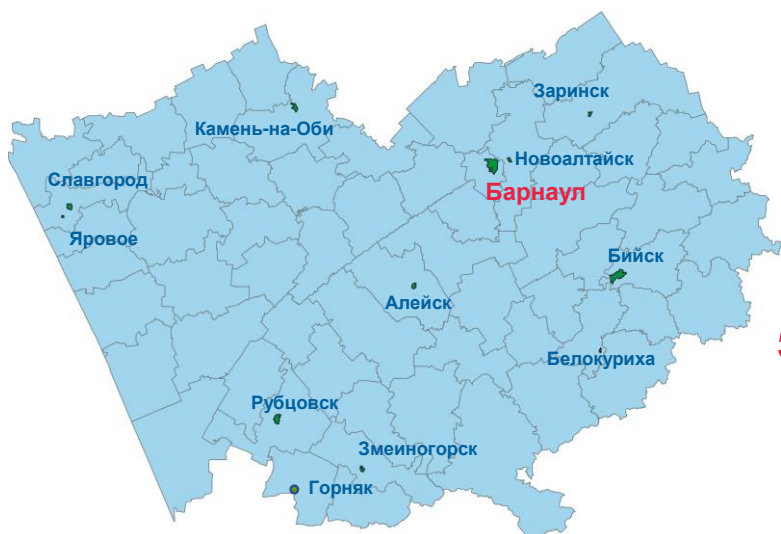 Заринск
Камень-на-Оби
Новоалтайск
Славгород
Барнаул
Яровое
Бийск
Алейск
Белокуриха
Рубцовск
Змеиногорск
Горняк